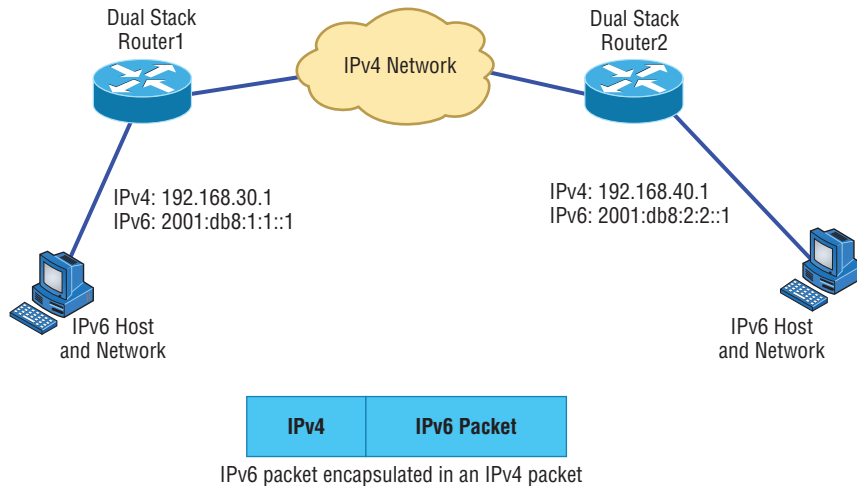 Dual Stack
Router1
IPv4 Network
Dual Stack
Router2
IPv4: 192.168.30.1
IPv6: 2001:db8:1:1::1
IPv4: 192.168.40.1
IPv6: 2001:db8:2:2::1
IPv6 Host
and Network
IPv6 Host
and Network
IPv4
IPv6 Packet
IPv6 packet encapsulated in an IPv4 packet